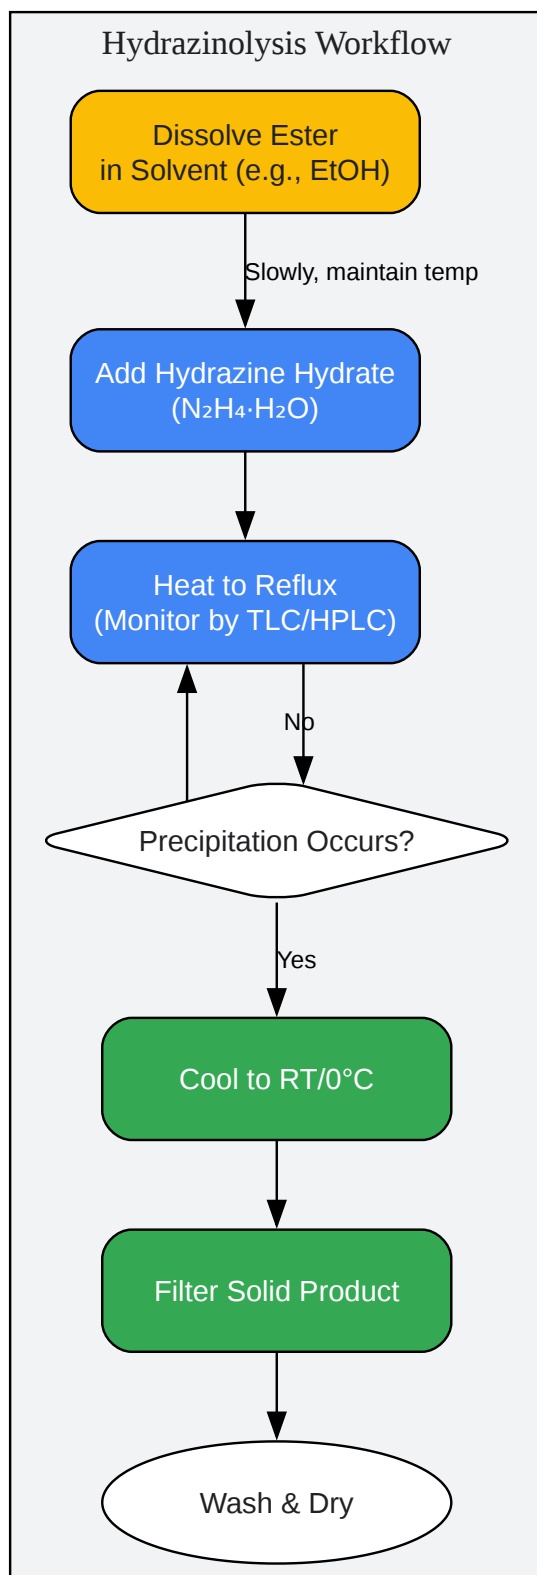 Hydrazinolysis Workflow
Dissolve Ester
in Solvent (e.g., EtOH)
Slowly, maintain temp
Add Hydrazine Hydrate
(N₂H₄·H₂O)
Heat to Reflux
(Monitor by TLC/HPLC)
No
Precipitation Occurs?
Yes
Cool to RT/0°C
Filter Solid Product
Wash & Dry